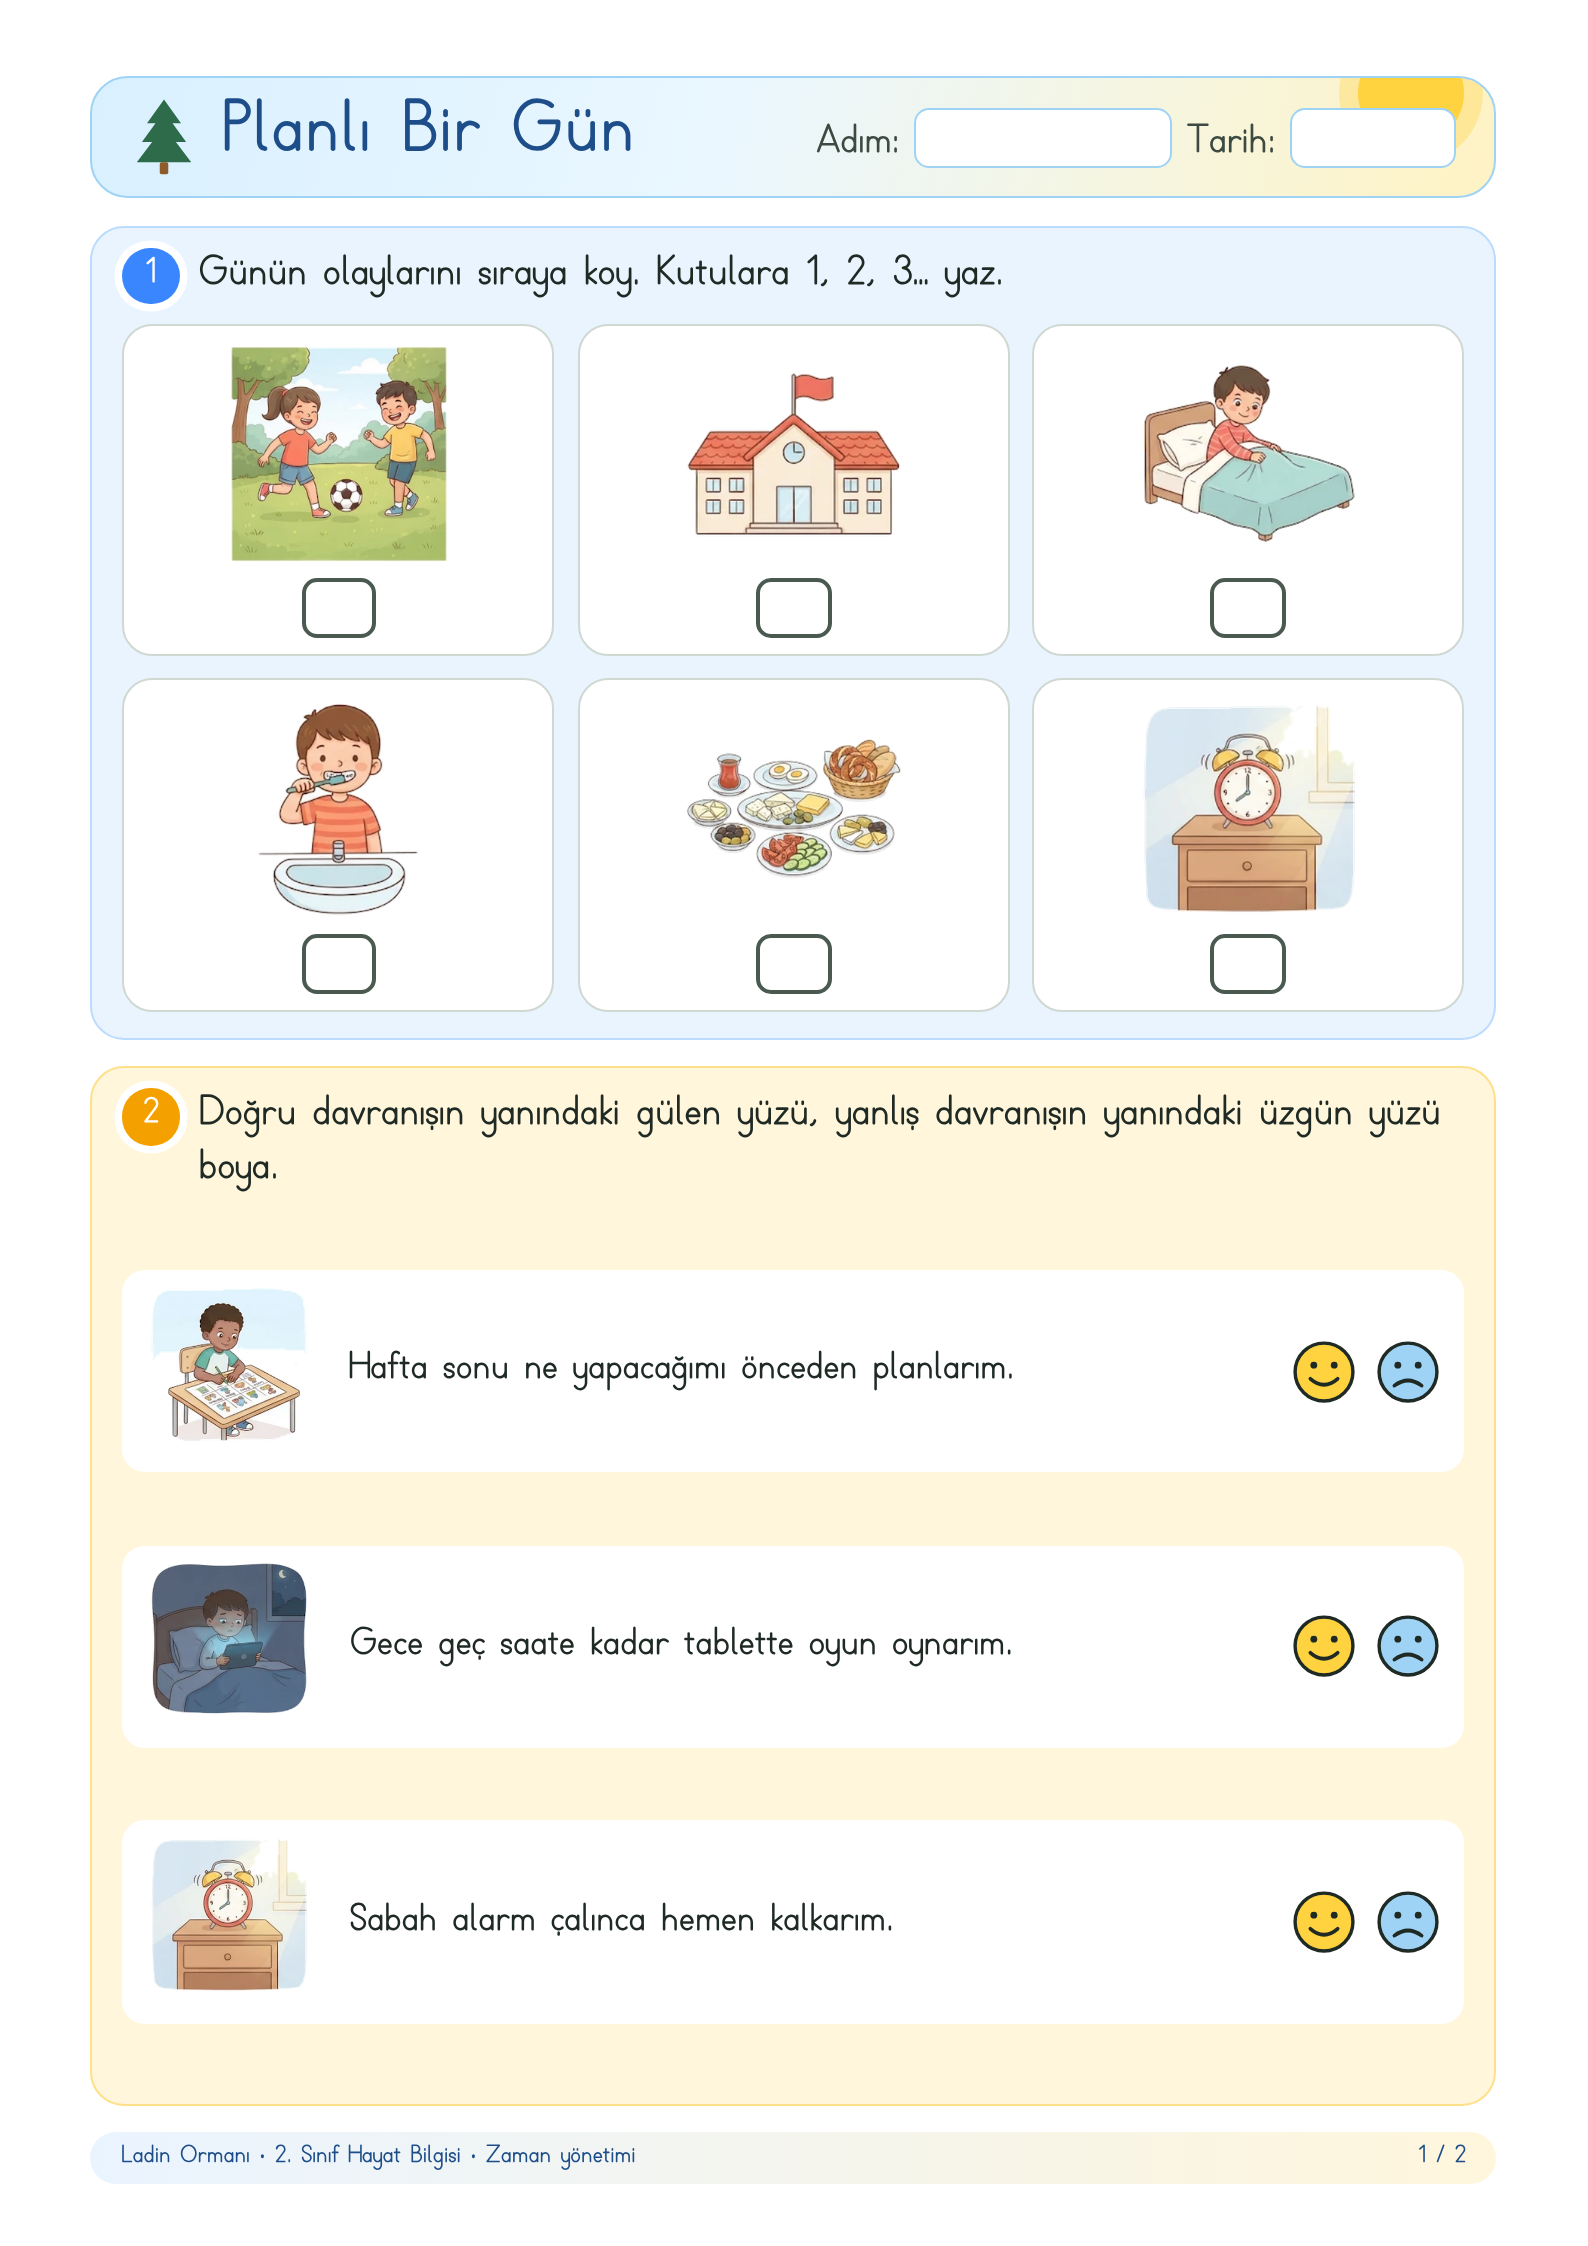 Planlı Bir Gün
Adım:
Tarih:
1 Günün olaylarını sıraya koy. Kutulara 1, 2, 3... yaz.
2 Doğru davranışın yanındaki gülen yüzü, yanlış davranışın yanındaki üzgün yüzü
boya.
Hafta sonu ne yapacağımı önceden planlarım.
Gece geç saate kadar tablette oyun oynarım.
Sabah alarm çalınca hemen kalkarım.
Ladin Ormanı • 2. Sınıf Hayat Bilgisi • Zaman yönetimi
1 / 2